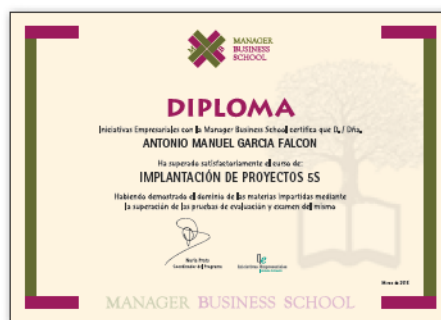 MANAGER
BUSINESS
SCHOOL
DIPLOMA
Iniciativas Empresariales con la Manager Business School certifica que D. / Dña.
ANTONIO MANUEL GARCIA FALCON
Ha superado satisfactoriamente el curso de:
IMPLANTACIÓN DE PROYECTOS 5S
Habiendo demostrado el dominio de las materias impartidas mediante
la superación de las pruebas de evaluación y examen del mismo
Coordinador del Programa
Iniciativas Empresariales
MANAGER BUSINESS SCHOOL